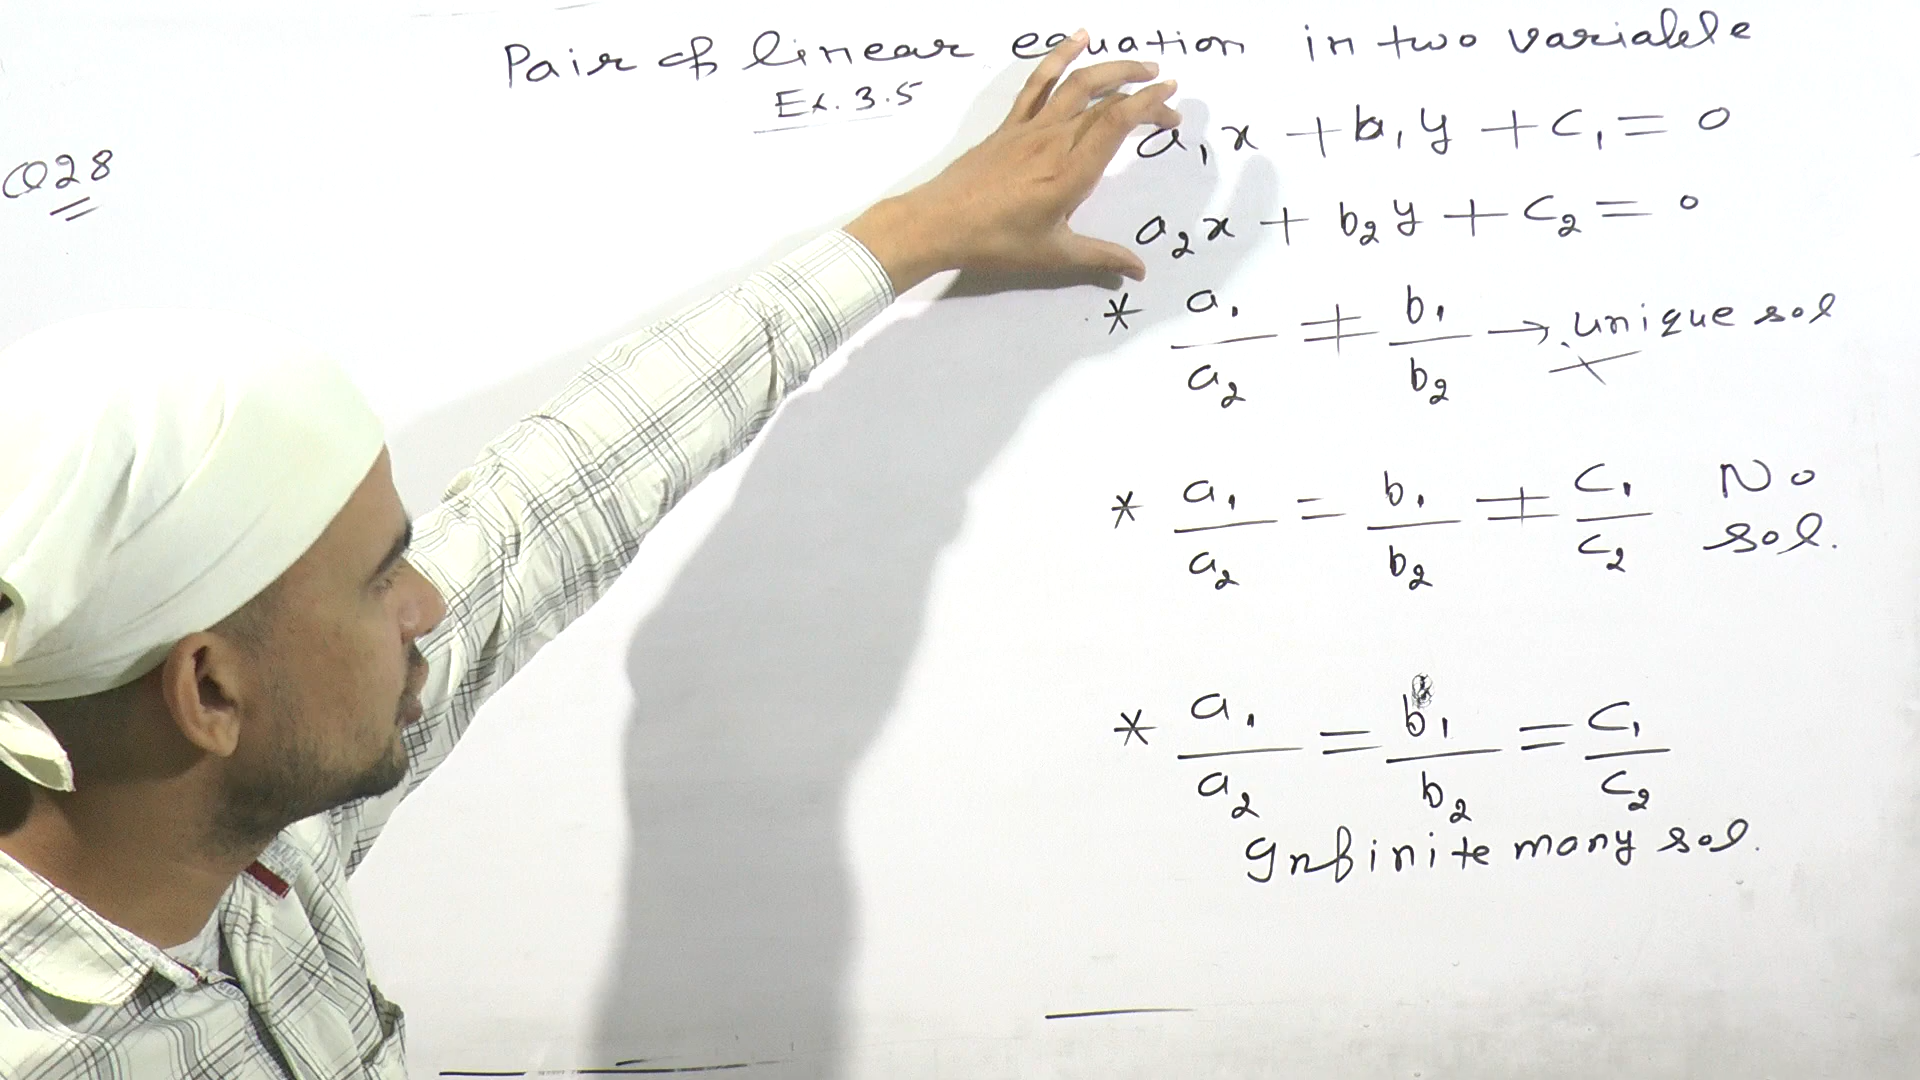 Pair of linear equation in two variable
Ex. 3.5
Q28
a₁x + b₁y + c₁ = 0
a₂x + b₂y + c₂ = 0
* a₁/a₂ ≠ b₁/b₂ → unique sol
* a₁/a₂ = b₁/b₂ ≠ c₁/c₂ No sol.
* a₁/a₂ = b₁/b₂ = c₁/c₂
Infinite many sol.